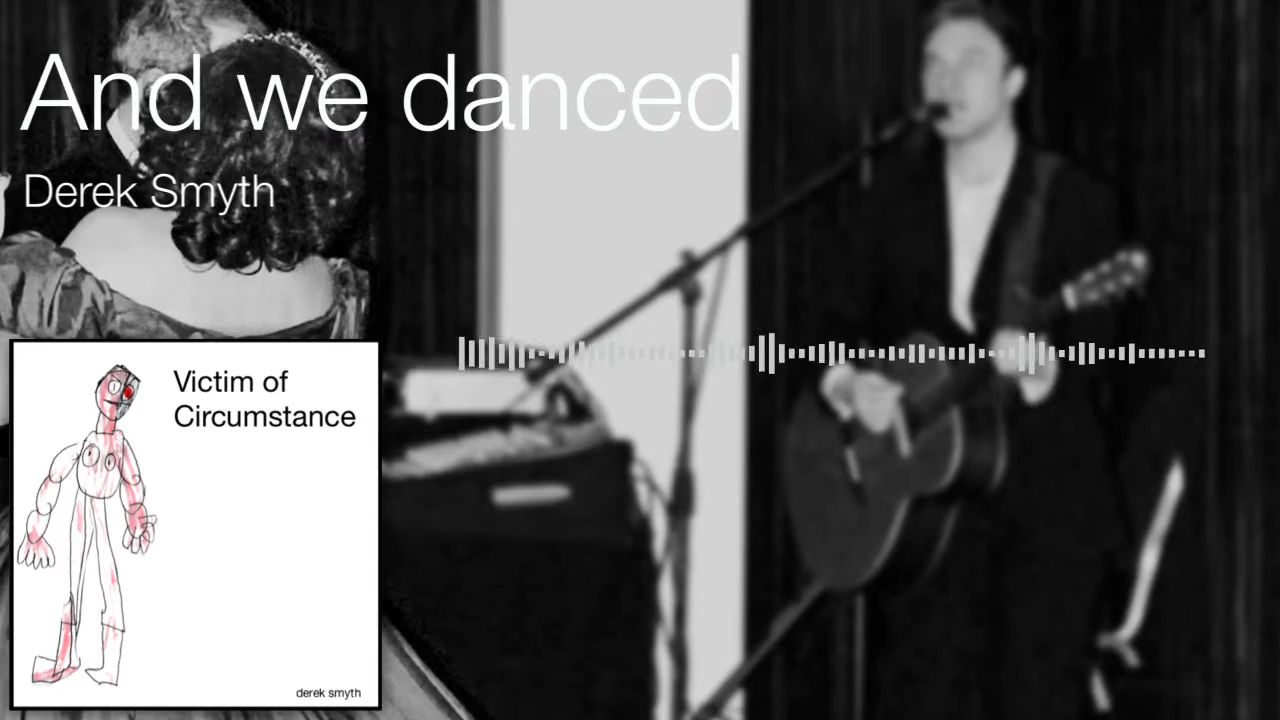 And we danced
Derek Smyth
Victim of
Circumstance
derek smyth